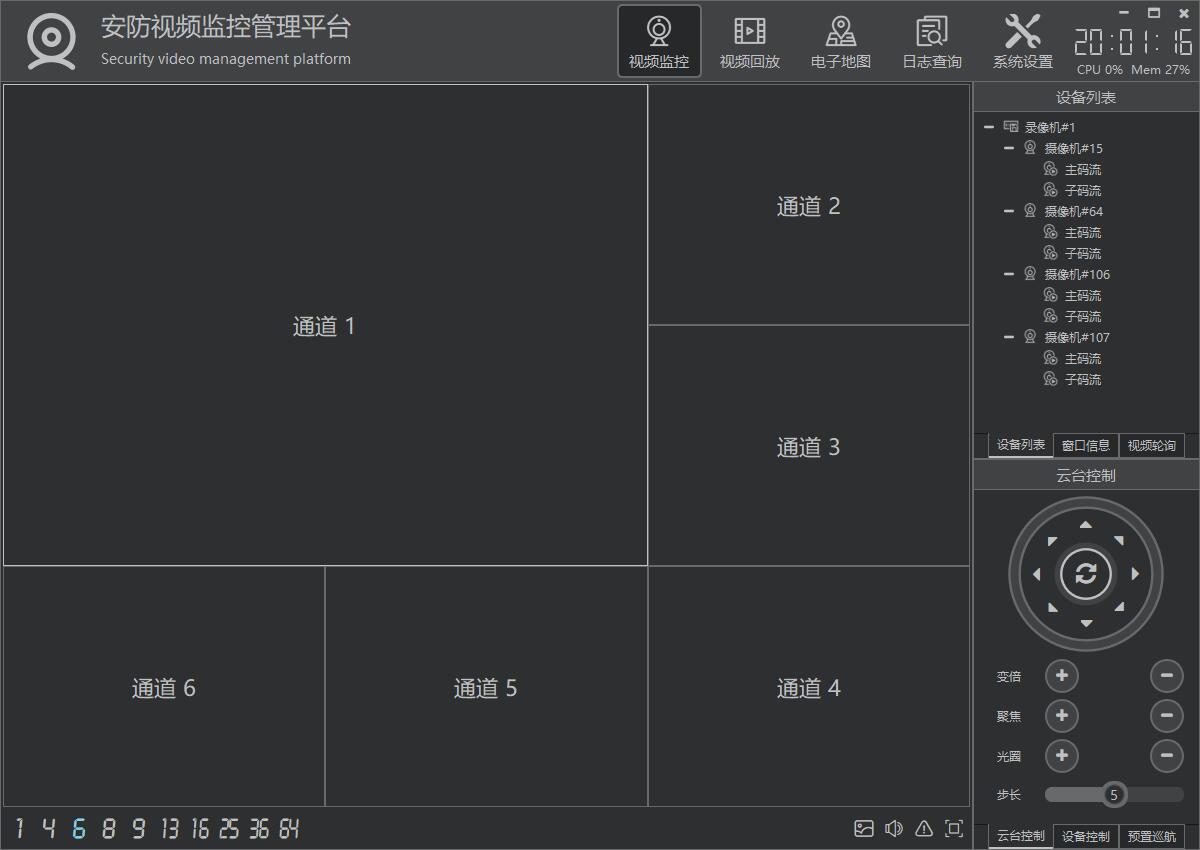 安防视频监控管理平台
Security video management platform
视频监控
视频回放
电子地图
日志查询
系统设置
20:01:16
CPU 0% Mem 27%
通道 1
通道 2
通道 3
通道 6
通道 5
通道 4
1 4 6 8 9 13 16 25 36 64
设备列表
录像机#1
摄像机#15
主码流
子码流
摄像机#64
主码流
子码流
摄像机#106
主码流
子码流
摄像机#107
主码流
子码流
设备列表 窗口信息 视频轮询
云台控制
变倍
聚焦
光圈
步长 5
云台控制 设备控制 预置巡航